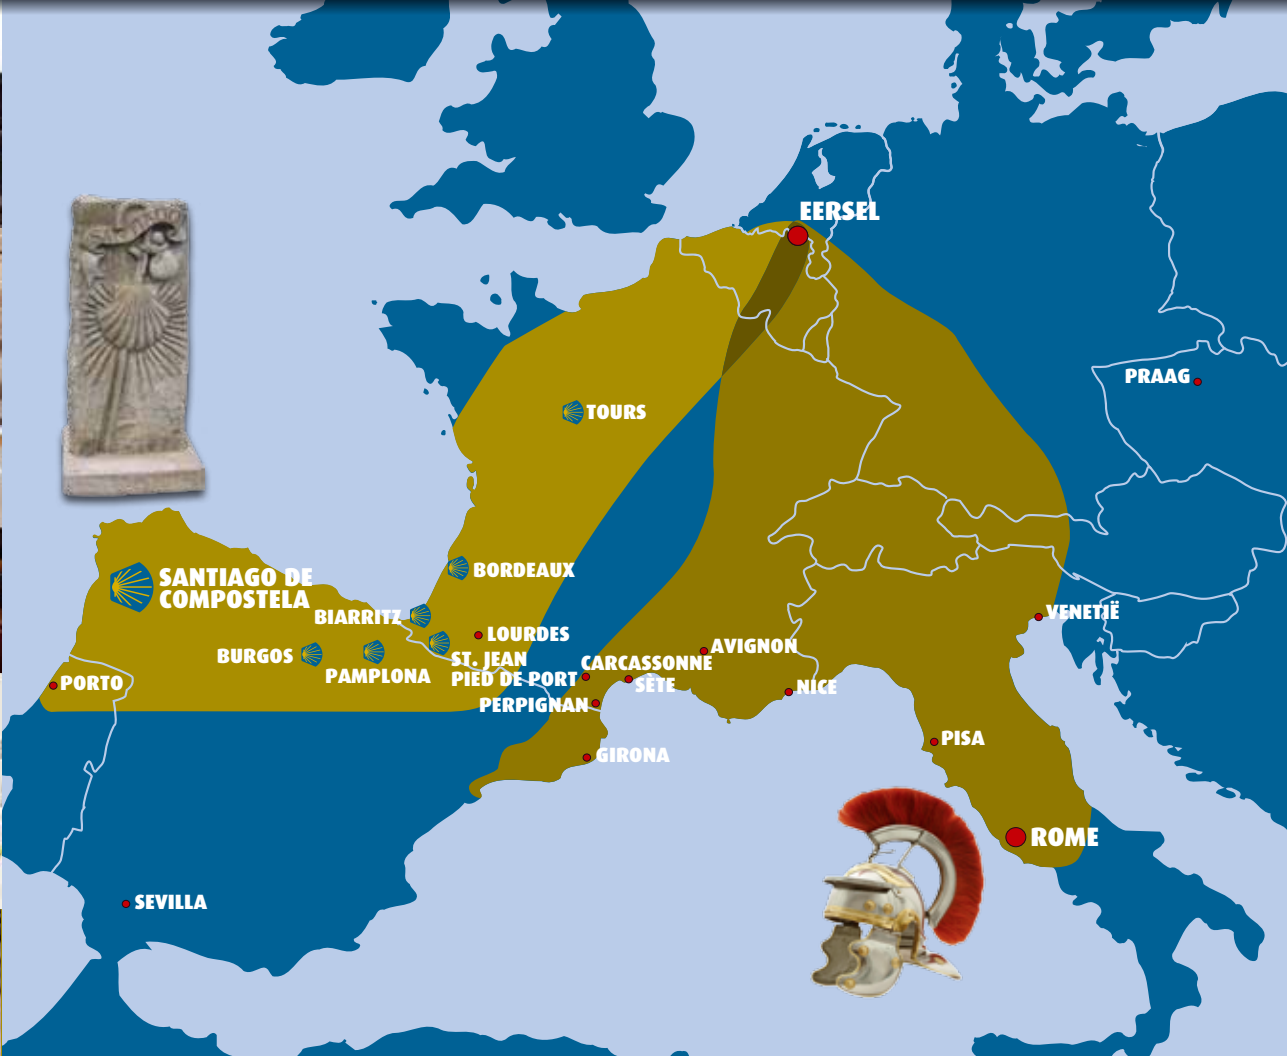 EERSEL
PRAAG
TOURS
BORDEAUX
SANTIAGO DE
COMPOSTELA
BIARRITZ
LOURDES
BURGOS
PAMPLONA
ST. JEAN
PIED DE PORT
CARCASSONNE
AVIGNON
VENETIË
PORTO
SÈTE
NICE
PERPIGNAN
PISA
GIRONA
ROME
SEVILLA